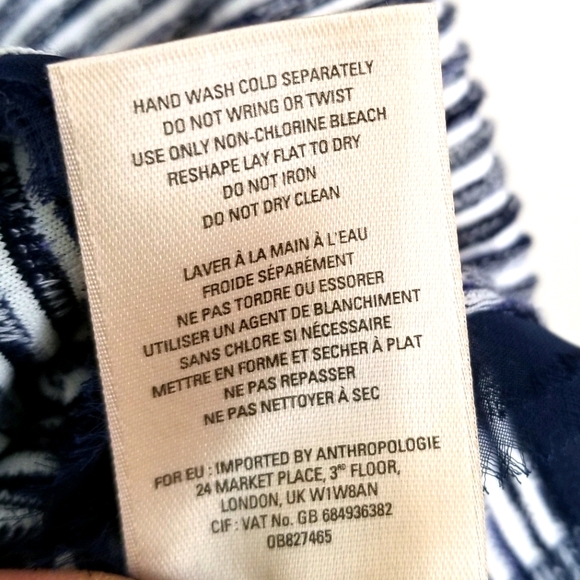 HAND WASH COLD SEPARATELY
DO NOT WRING OR TWIST
USE ONLY NON-CHLORINE BLEACH
RESHAPE LAY FLAT TO DRY
DO NOT IRON
DO NOT DRY CLEAN
LAVER À LA MAIN À L'EAU
FROIDE SÉPARÉMENT
NE PAS TORDRE OU ESSORER
UTILISER UN AGENT DE BLANCHIMENT
SANS CHLORE SI NÉCESSAIRE
METTRE EN FORME ET SECHER À PLAT
NE PAS REPASSER
NE PAS NETTOYER À SEC
FOR EU : IMPORTED BY ANTHROPOLOGIE
24 MARKET PLACE, 3RD FLOOR,
LONDON, UK W1W8AN
CIF : VAT No. GB 684936382
OB827465